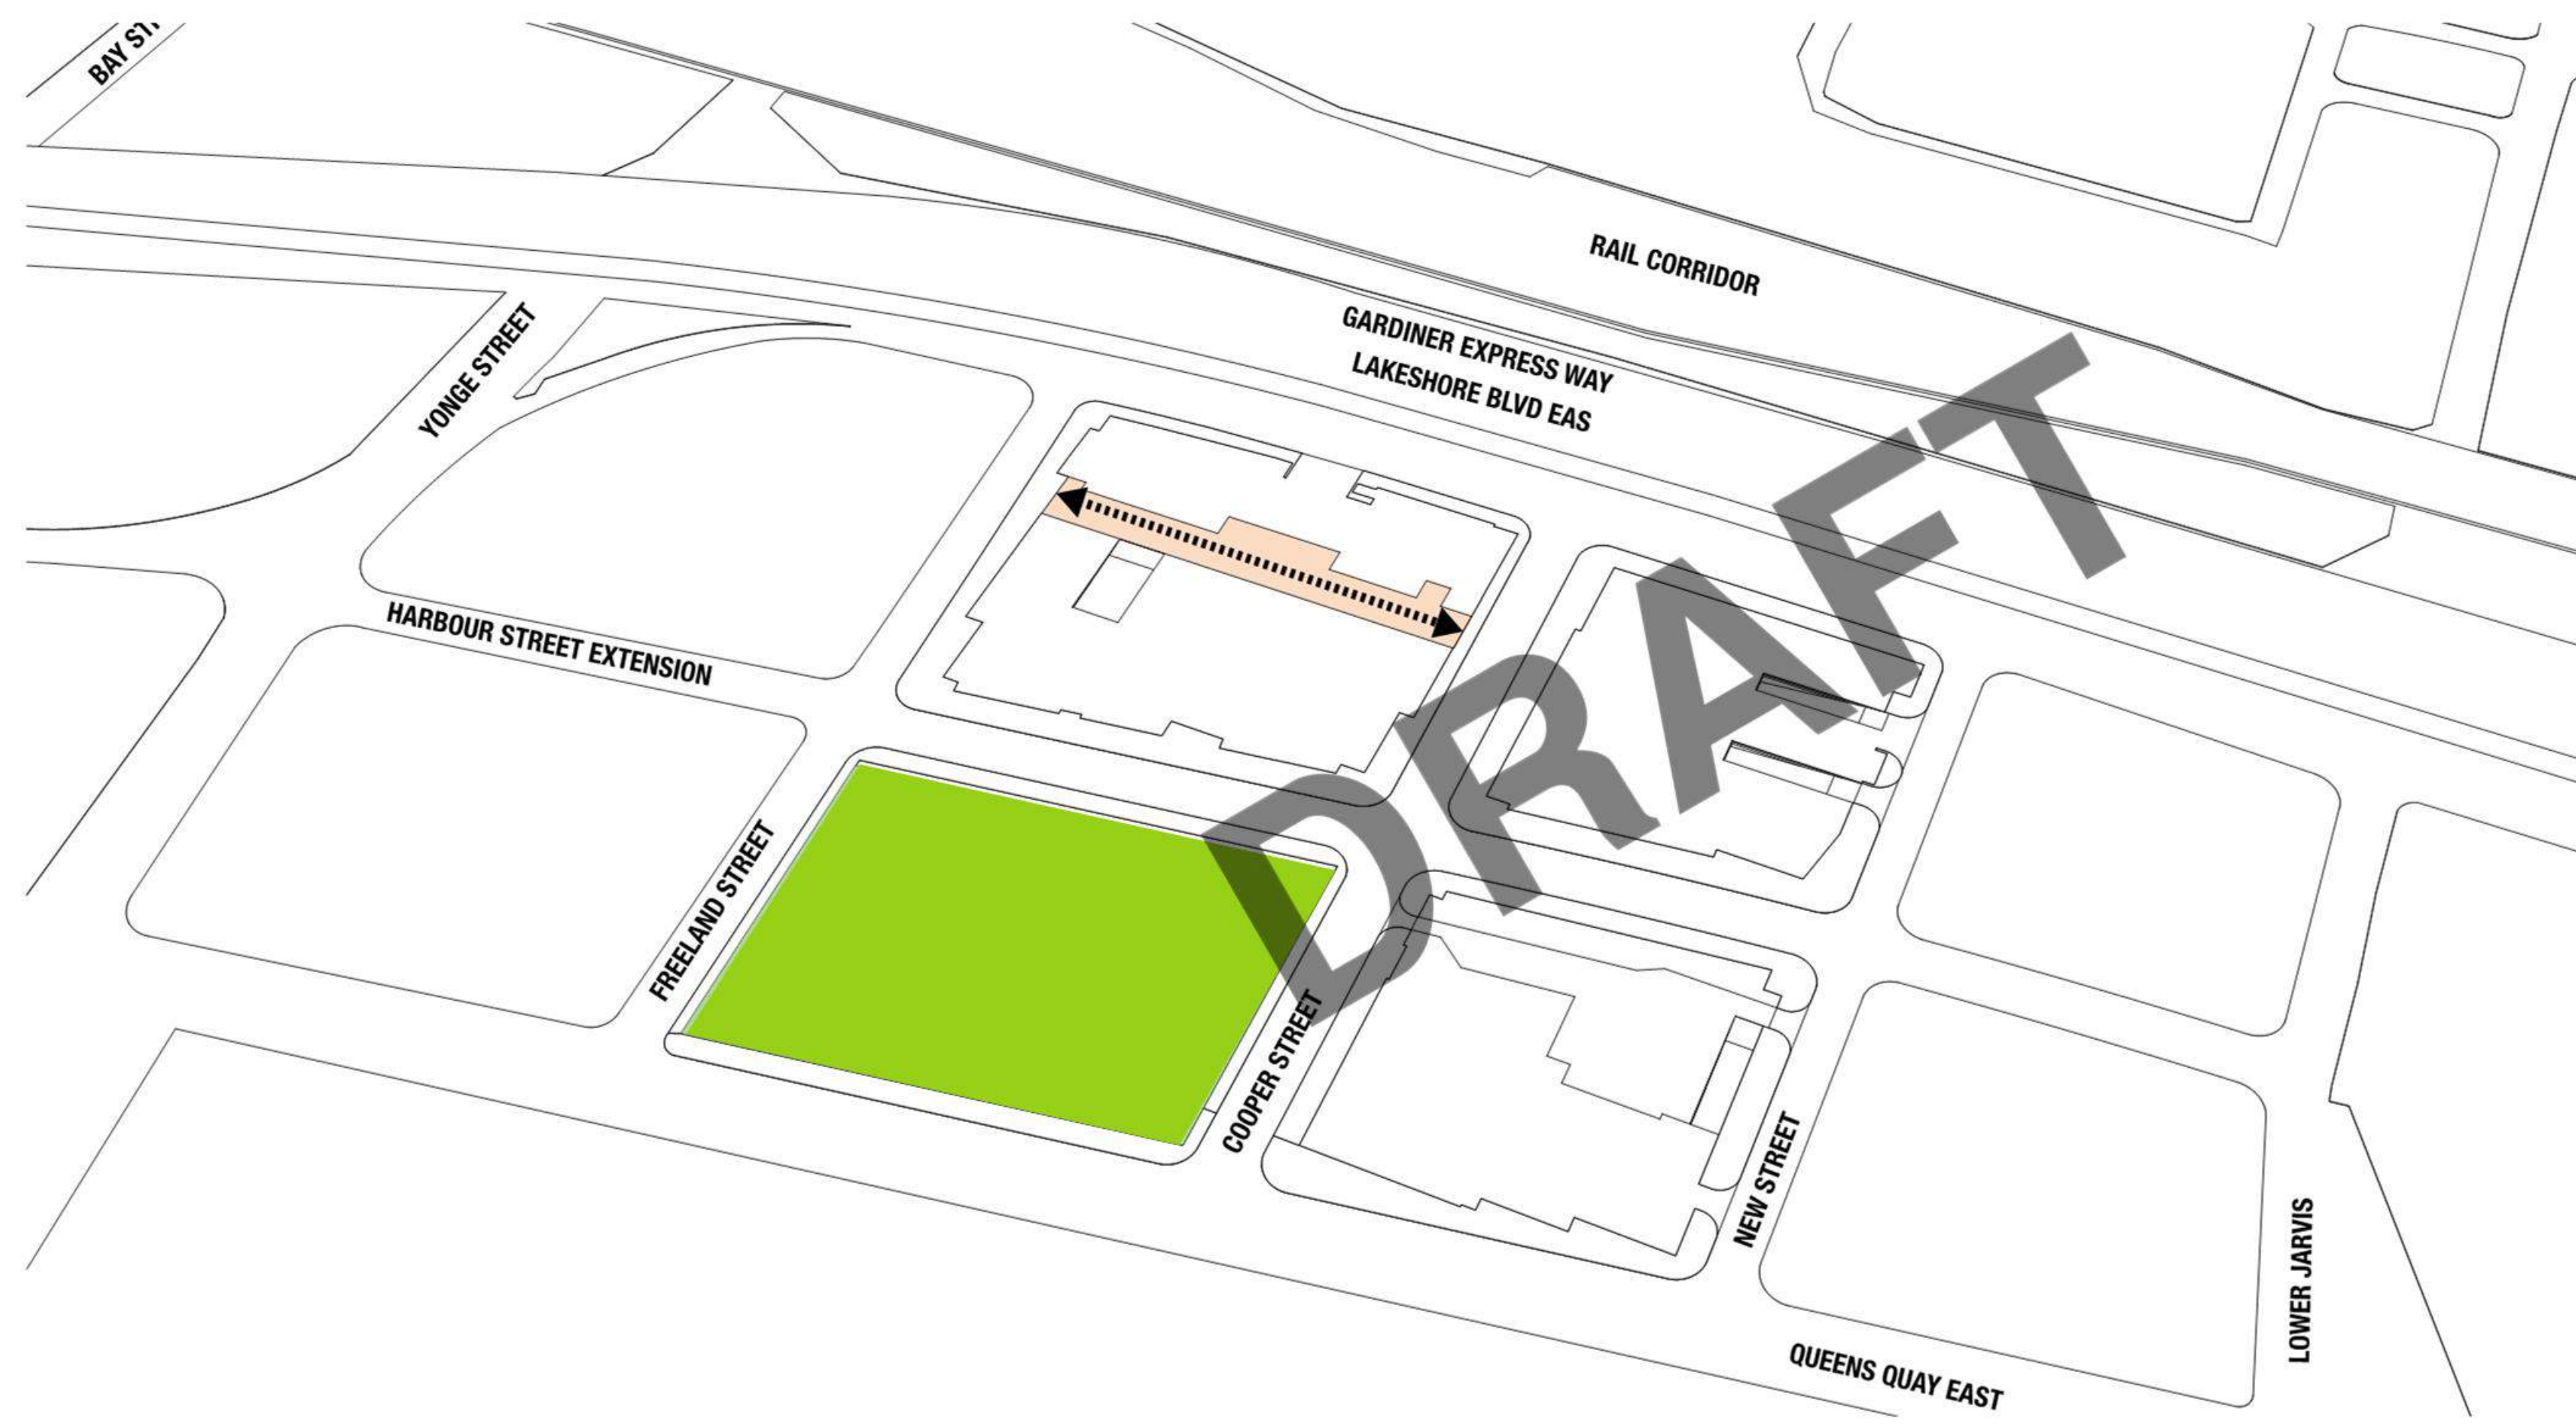 BAY ST
RAIL CORRIDOR
GARDINER EXPRESS WAY
LAKESHORE BLVD EAS
YONGE STREET
HARBOUR STREET EXTENSION
DRAFT
FREELAND STREET
COOPER STREET
NEW STREET
LOWER JARVIS
QUEENS QUAY EAST